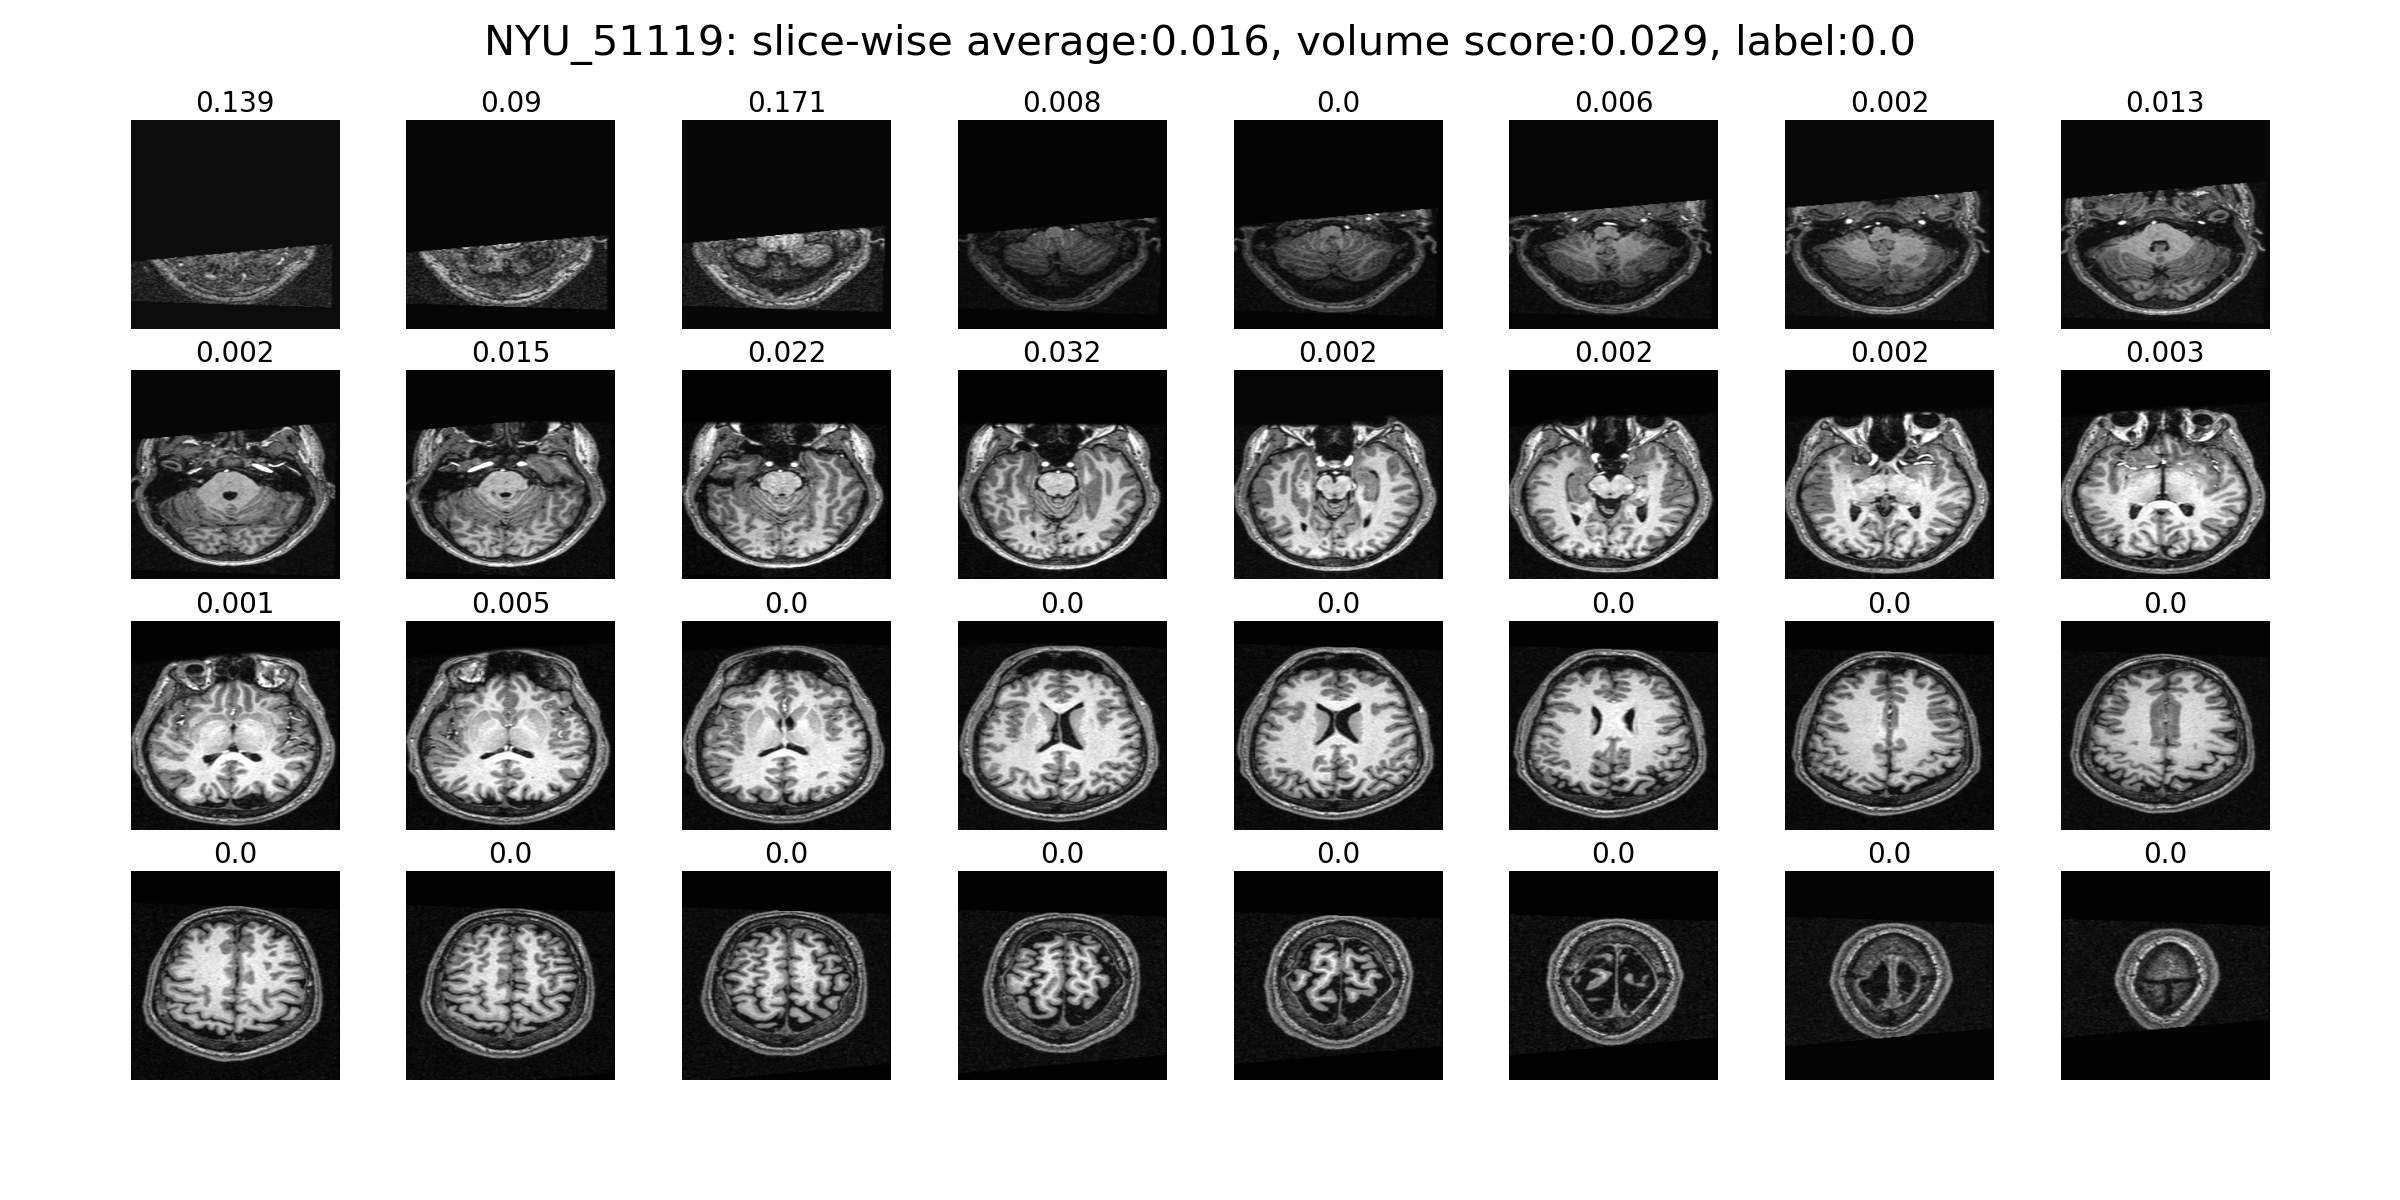 NYU_51119: slice-wise average:0.016, volume score:0.029, label:0.0
0.139 0.09 0.171 0.008 0.0 0.006 0.002 0.013
0.002 0.015 0.022 0.032 0.002 0.002 0.002 0.003
0.001 0.005 0.0 0.0 0.0 0.0 0.0 0.0
0.0 0.0 0.0 0.0 0.0 0.0 0.0 0.0